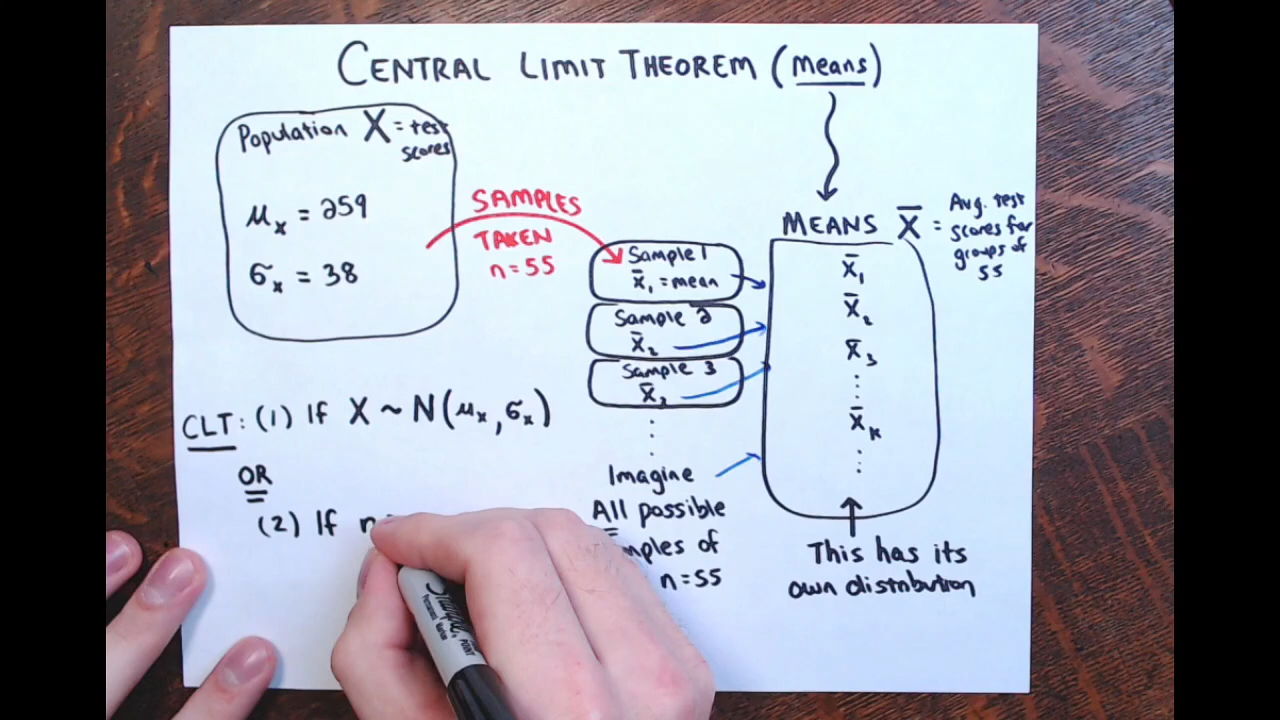 CENTRAL LIMIT THEOREM (means)
Population X = test scores
μx = 259
σx = 38
SAMPLES
TAKEN
n=55
Sample 1
x̄₁ = mean
Sample 2
x̄₂
Sample 3
x̄₃
⋮
Imagine
All possible
of
n=55
MEANS X̄ = Avg. test
scores for
groups of
55
x̄₁
x̄₂
x̄₃
⋮
x̄k
⋮
This has its
own distribution
CLT: (1) If X ~ N(μx, σx)
OR
(2) If n
Sharpie